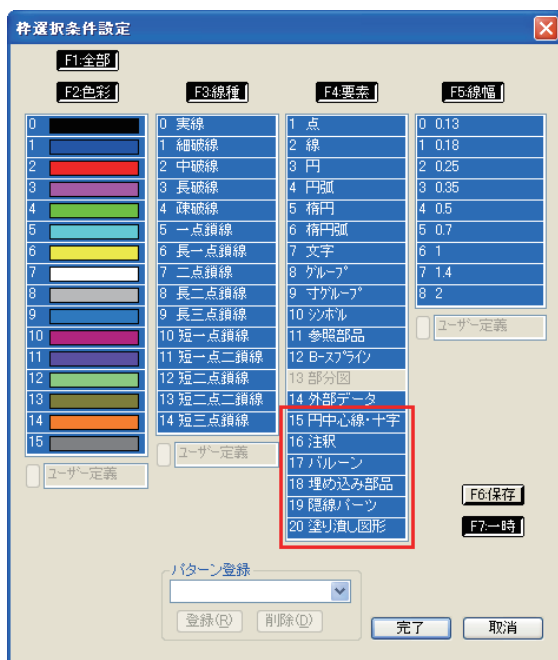 枠選択条件設定
F1:全部
F2:色彩
F3:線種
F4:要素
F5:線幅
0
1
2
3
4
5
6
7
8
9
10
11
12
13
14
15
ユーザー定義
0 実線
1 細破線
2 中破線
3 長破線
4 疎破線
5 一点鎖線
6 長一点鎖線
7 二点鎖線
8 長二点鎖線
9 長三点鎖線
10 短一点鎖線
11 短一点二鎖線
12 短二点鎖線
13 短二点二鎖線
14 短三点鎖線
ユーザー定義
1 点
2 線
3 円
4 円弧
5 楕円
6 楕円弧
7 文字
8 グループ
9 寸グループ
10 シンボル
11 参照部品
12 B-スプライン
13 部分図
14 外部データ
15 円中心線・十字
16 注釈
17 バルーン
18 埋め込み部品
19 隠線パーツ
20 塗り潰し図形
0 0.13
1 0.18
2 0.25
3 0.35
4 0.5
5 0.7
6 1
7 1.4
8 2
ユーザー定義
F6:保存
F7:一時
パターン登録
登録(R)
削除(D)
完了
取消